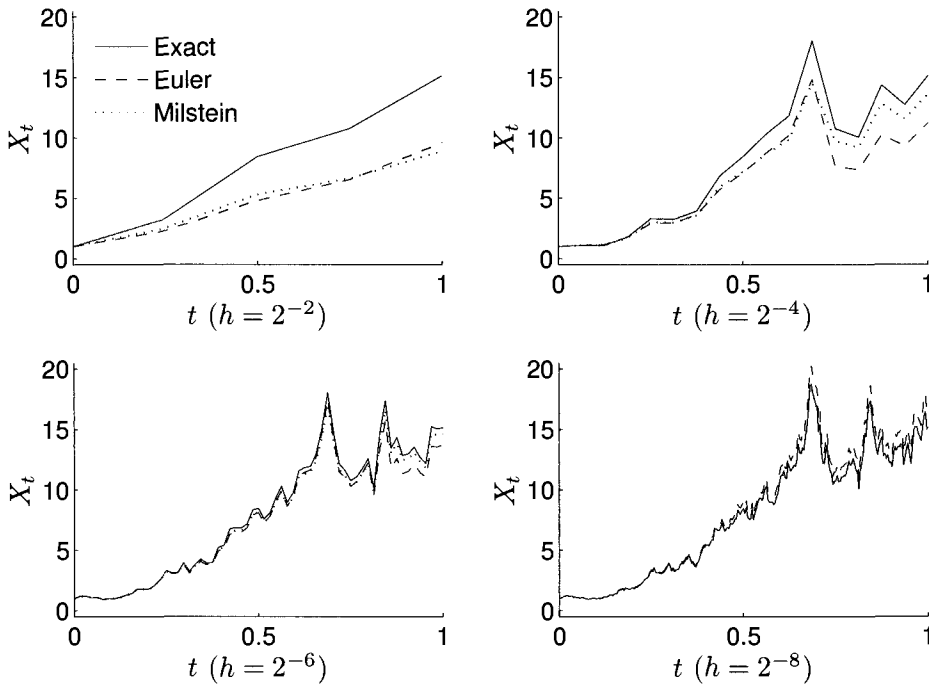 20
15
10
5
0
X_t
Exact
Euler
Milstein
0 0.5 1
t (h = 2^{-2})
20
15
10
5
0
X_t
0 0.5 1
t (h = 2^{-4})
20
15
10
5
0
X_t
0 0.5 1
t (h = 2^{-6})
20
15
10
5
0
X_t
0 0.5 1
t (h = 2^{-8})